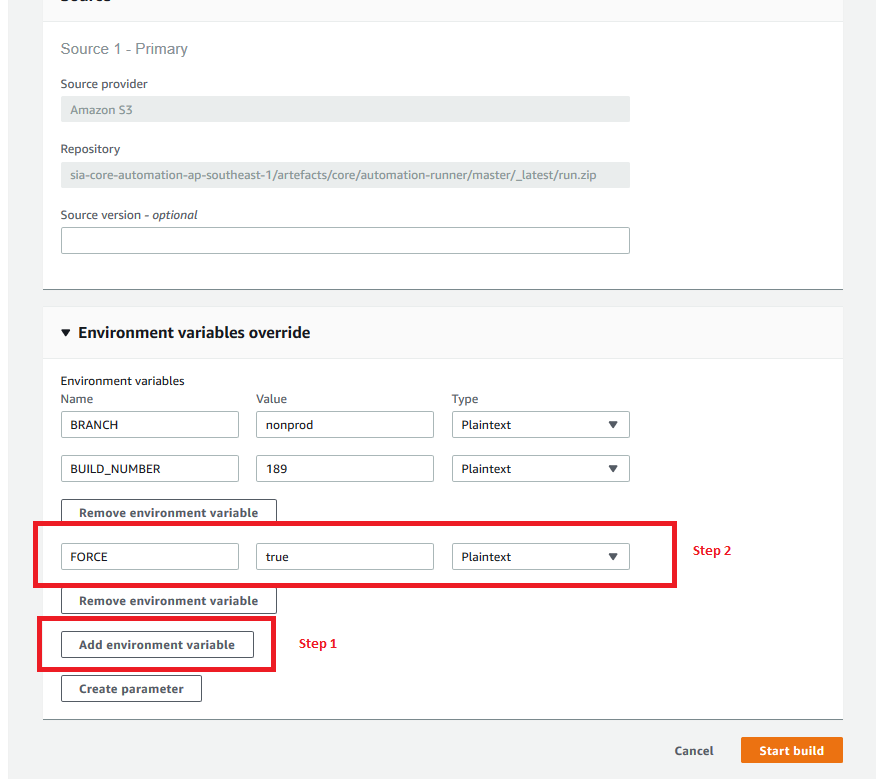 Source
Source 1 - Primary
Source provider
Amazon S3
Repository
sia-core-automation-ap-southeast-1/artefacts/core/automation-runner/master/_latest/run.zip
Source version - optional
Environment variables override
Environment variables
Name Value Type
BRANCH nonprod Plaintext
BUILD_NUMBER 189 Plaintext
Remove environment variable
FORCE true Plaintext Step 2
Remove environment variable
Add environment variable Step 1
Create parameter
Cancel Start build